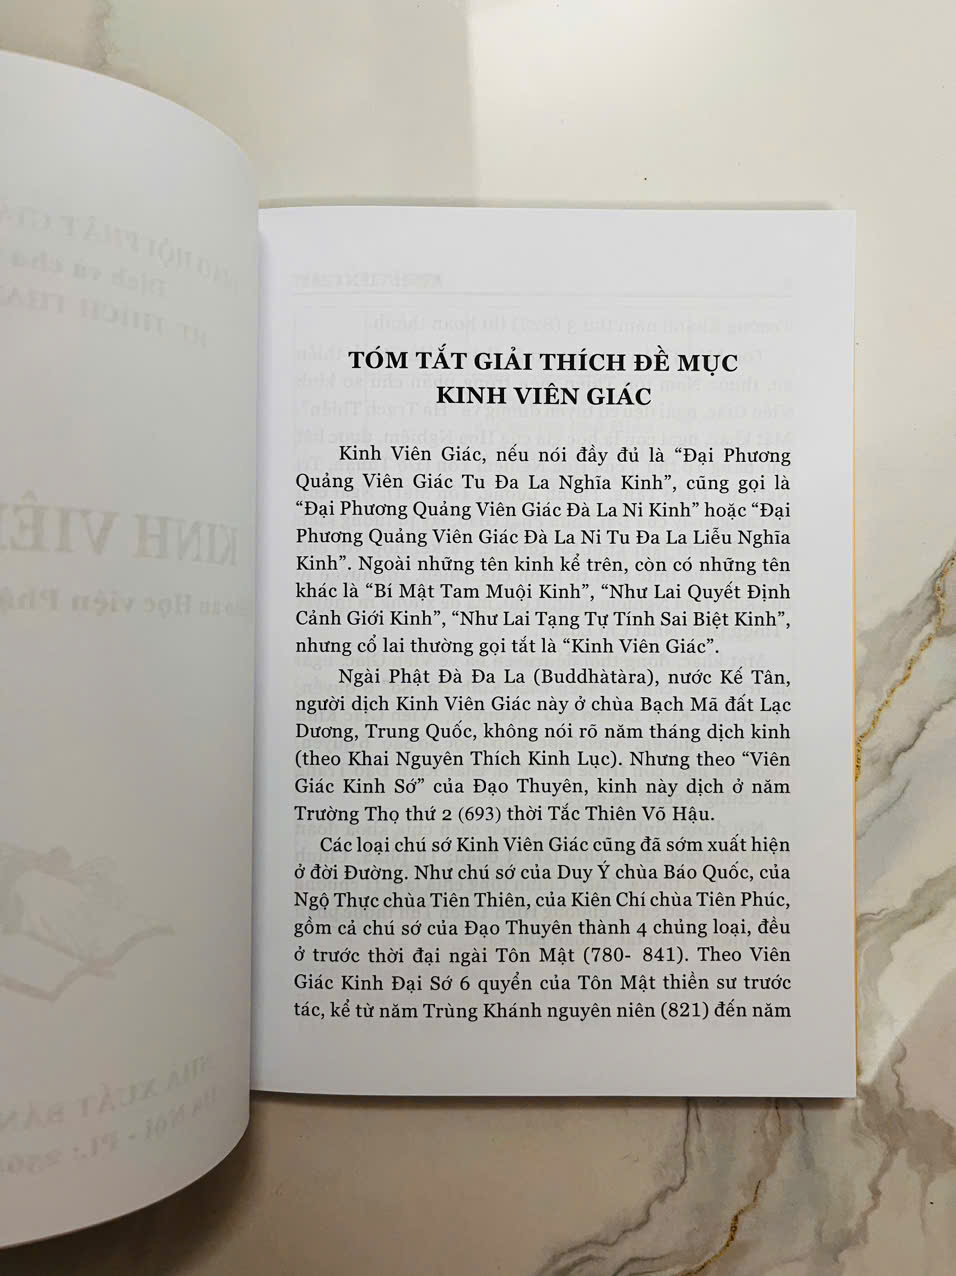 TÓM TẮT GIẢI THÍCH ĐỀ MỤC
KINH VIÊN GIÁC
Kinh Viên Giác, nếu nói đầy đủ là “Đại Phương
Quảng Viên Giác Tu Đa La Nghĩa Kinh”, cũng gọi là
“Đại Phương Quảng Viên Giác Đà La Ni Kinh” hoặc “Đại
Phương Quảng Viên Giác Đà La Ni Tu Đa La Liễu Nghĩa
Kinh”. Ngoài những tên kinh kể trên, còn có những tên
khác là “Bí Mật Tam Muội Kinh”, “Như Lai Quyết Định
Cảnh Giới Kinh”, “Như Lai Tạng Tự Tính Sai Biệt Kinh”,
nhưng cổ lai thường gọi tắt là “Kinh Viên Giác”.
Ngài Phật Đà Đa La (Buddhàtàra), nước Kế Tân,
người dịch Kinh Viên Giác này ở chùa Bạch Mã đất Lạc
Dương, Trung Quốc, không nói rõ năm tháng dịch kinh
(theo Khai Nguyên Thích Kinh Lục). Nhưng theo “Viên
Giác Kinh Sớ” của Đạo Thuyên, kinh này dịch ở năm
Trường Thọ thứ 2 (693) thời Tắc Thiên Võ Hậu.
Các loại chú sớ Kinh Viên Giác cũng đã sớm xuất hiện
ở đời Đường. Như chú sớ của Duy Ý chùa Báo Quốc, của
Ngộ Thực chùa Tiên Thiên, của Kiên Chí chùa Tiên Phúc,
gồm cả chú sớ của Đạo Thuyên thành 4 chủng loại, đều
ở trước thời đại ngài Tôn Mật (780- 841). Theo Viên
Giác Kinh Đại Sớ 6 quyển của Tôn Mật thiền sư trước
tác, kể từ năm Trùng Khánh nguyên niên (821) đến năm